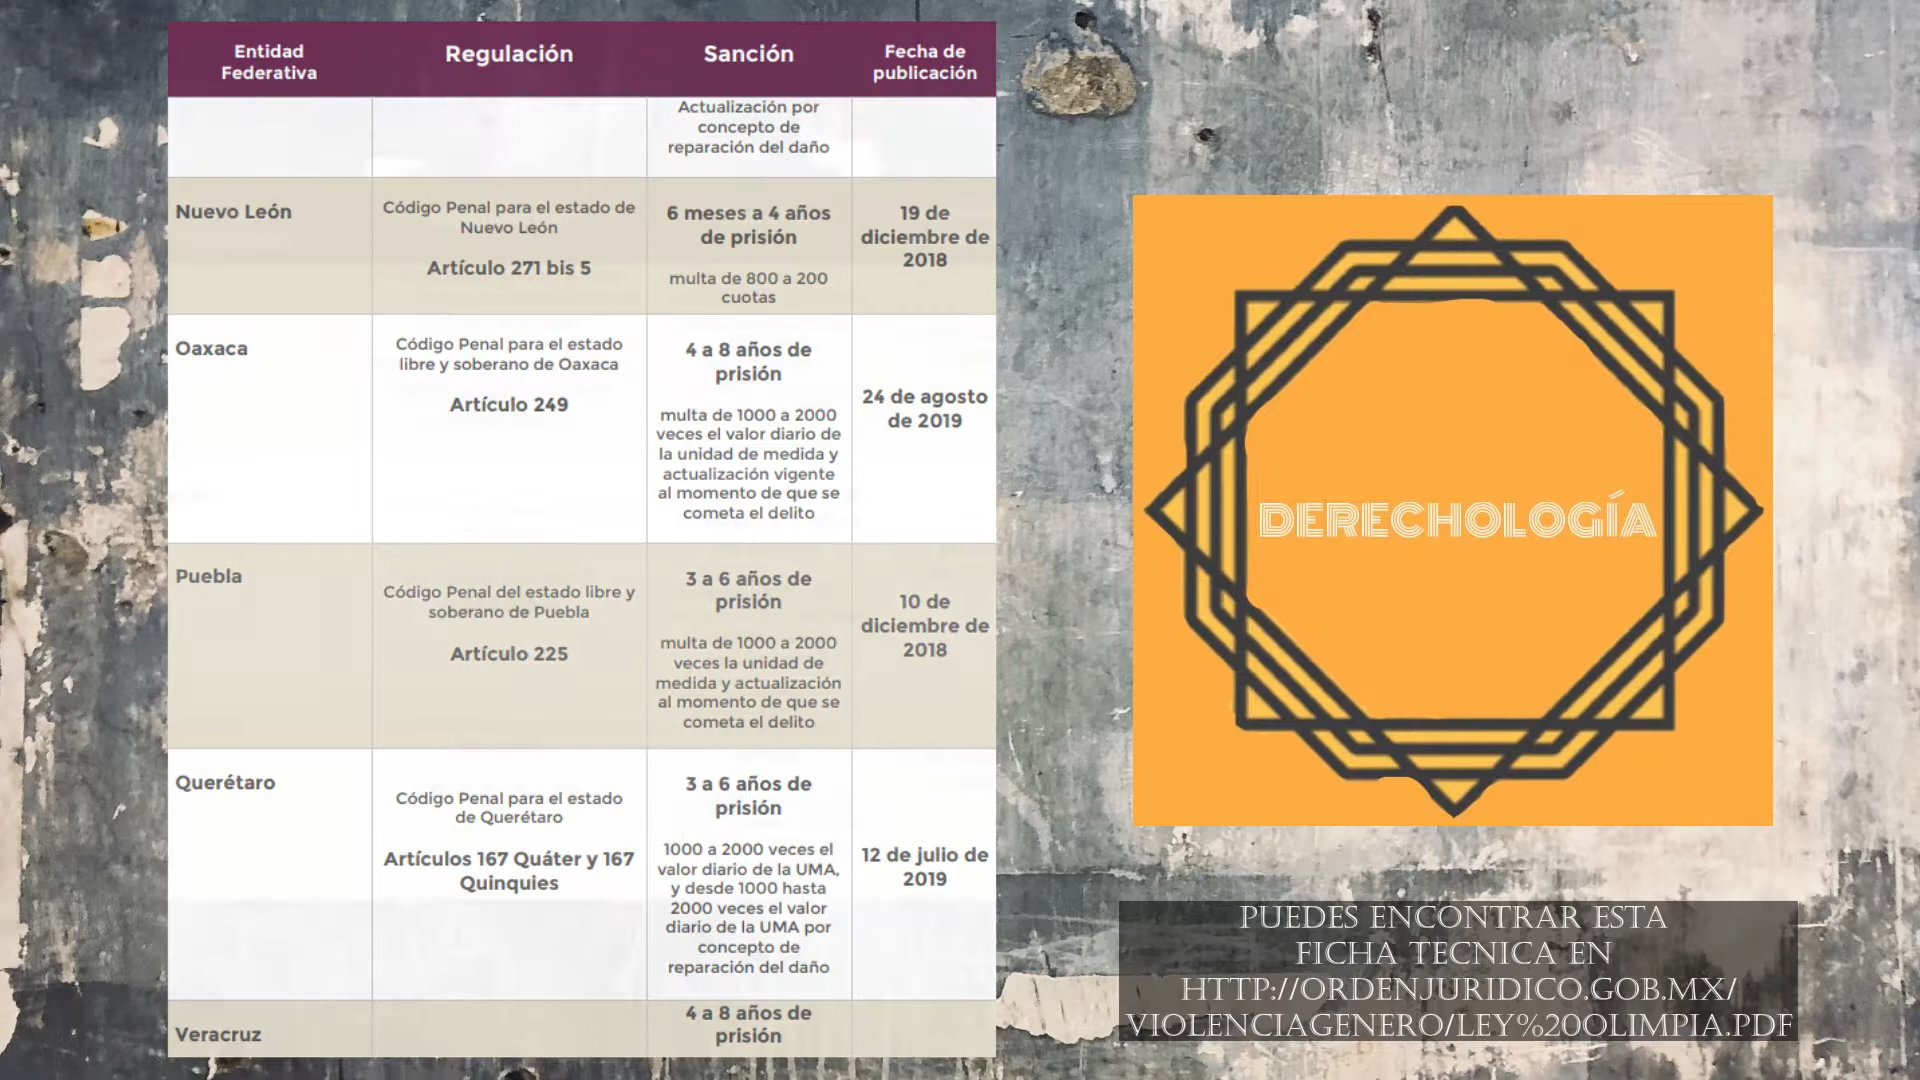 Entidad
Federativa
Regulación
Sanción
Fecha de
publicación
Actualización por
concepto de
reparación del daño
Nuevo León
Código Penal para el estado de
Nuevo León
Artículo 271 bis 5
6 meses a 4 años
de prisión
multa de 800 a 200
cuotas
19 de
diciembre de
2018
Oaxaca
Código Penal para el estado
libre y soberano de Oaxaca
Artículo 249
4 a 8 años de
prisión
multa de 1000 a 2000
veces el valor diario de
la unidad de medida y
actualización vigente
al momento de que se
cometa el delito
24 de agosto
de 2019
Puebla
Código Penal del estado libre y
soberano de Puebla
Artículo 225
3 a 6 años de
prisión
multa de 1000 a 2000
veces la unidad de
medida y actualización
al momento de que se
cometa el delito
10 de
diciembre de
2018
Querétaro
Código Penal para el estado
de Querétaro
Artículos 167 Quáter y 167
Quinquies
3 a 6 años de
prisión
1000 a 2000 veces el
valor diario de la UMA,
y desde 1000 hasta
2000 veces el valor
diario de la UMA por
concepto de
reparación del daño
12 de julio de
2019
Veracruz
4 a 8 años de
prisión
DERECHOLOGÍA
PUEDES ENCONTRAR ESTA
FICHA TECNICA EN
HTTP://ORDENJURIDICO.GOB.MX/
VIOLENCIAGENERO/LEY%20OLIMPIA.PDF